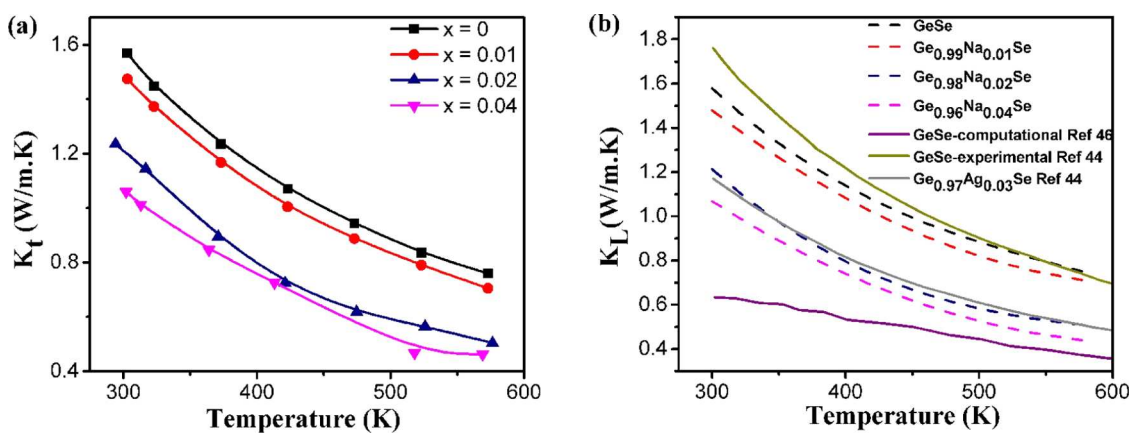 (a)
1.6
1.2
0.8
0.4
300
400
500
600
K_t (W/m.K)
Temperature (K)
x = 0
x = 0.01
x = 0.02
x = 0.04
(b)
1.8
1.6
1.4
1.2
1.0
0.8
0.6
0.4
300
400
500
600
K_L (W/m.K)
Temperature (K)
GeSe
Ge0.99Na0.01Se
Ge0.98Na0.02Se
Ge0.96Na0.04Se
GeSe-computational Ref 46
GeSe-experimental Ref 44
Ge0.97Ag0.03Se Ref 44